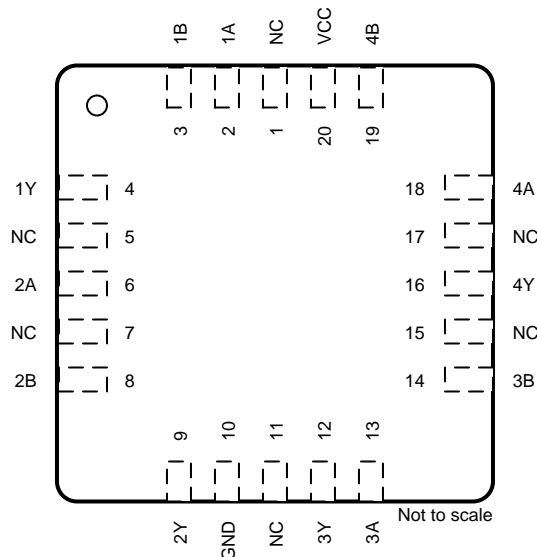 1B 1A NC VCC 4B
3 2 1 20 19
1Y 4 18 4A
NC 5 17 NC
2A 6 16 4Y
NC 7 15 NC
2B 8 14 3B
9 10 11 12 13
2Y GND NC 3Y 3A
Not to scale